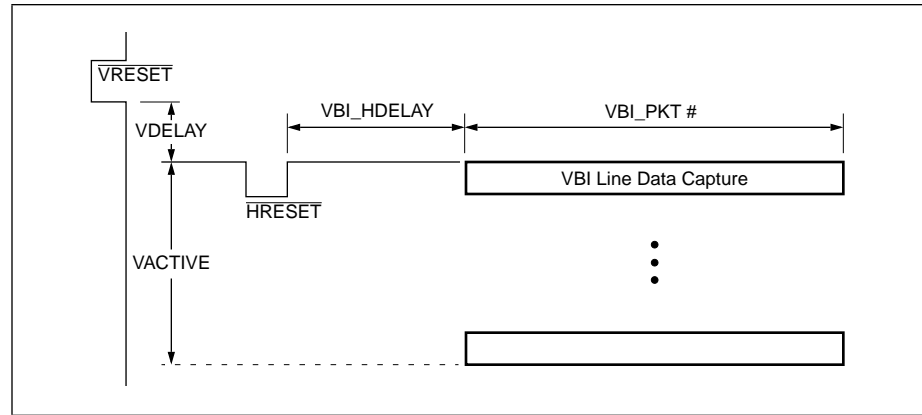 VRESET
VBI_HDELAY
VBI_PKT #
VDELAY
VBI Line Data Capture
HRESET
VACTIVE